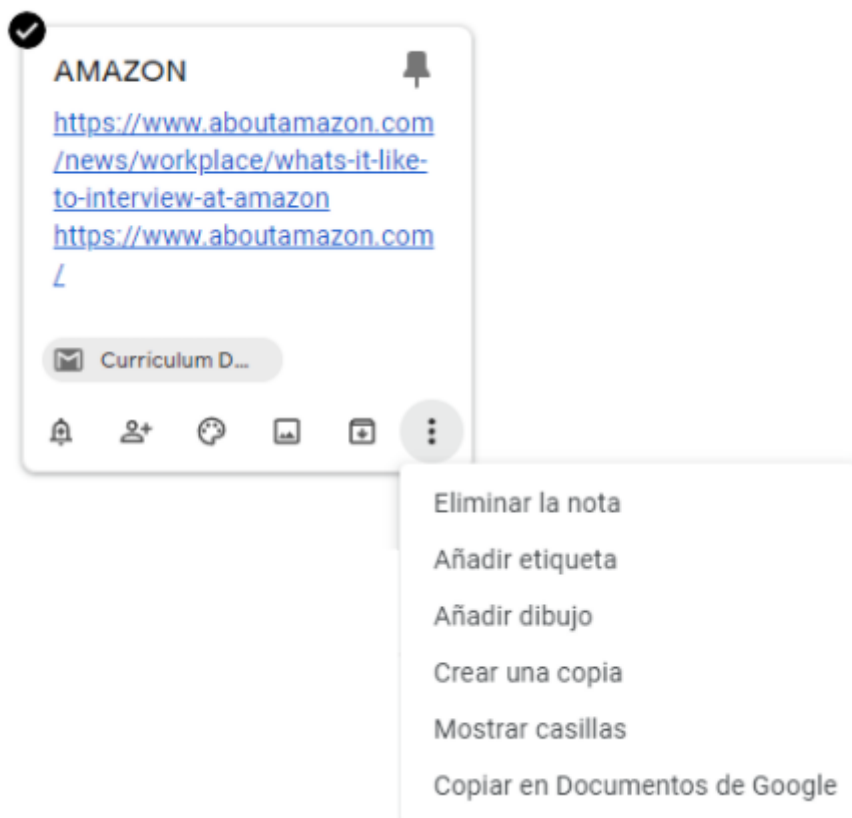 AMAZON
https://www.aboutamazon.com
/news/workplace/whats-it-like-
to-interview-at-amazon
https://www.aboutamazon.com
/
Curriculum D...
Eliminar la nota
Añadir etiqueta
Añadir dibujo
Crear una copia
Mostrar casillas
Copiar en Documentos de Google